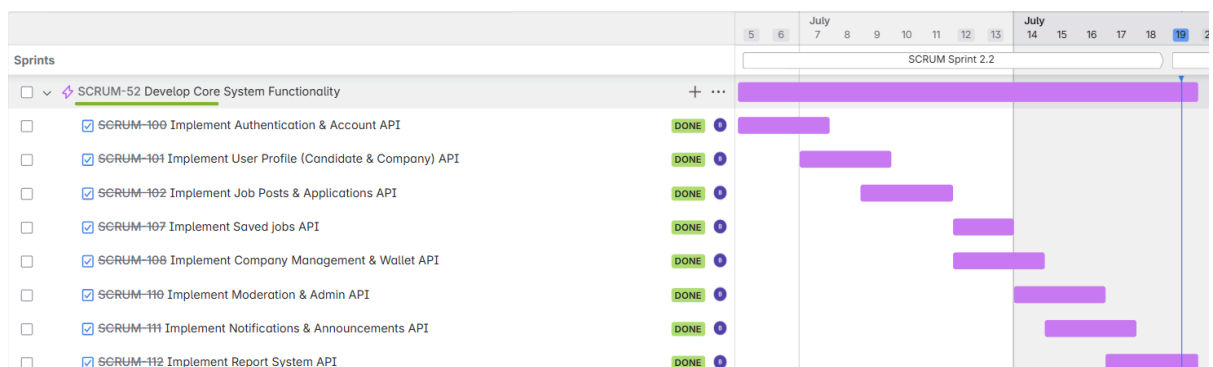 July July
5 6 7 8 9 10 11 12 13 14 15 16 17 18 19 2
Sprints SCRUM Sprint 2.2
SCRUM-52 Develop Core System Functionality
SCRUM-100 Implement Authentication & Account API DONE
SCRUM-101 Implement User Profile (Candidate & Company) API DONE
SCRUM-102 Implement Job Posts & Applications API DONE
SCRUM-107 Implement Saved jobs API DONE
SCRUM-108 Implement Company Management & Wallet API DONE
SCRUM-110 Implement Moderation & Admin API DONE
SCRUM-111 Implement Notifications & Announcements API DONE
SCRUM-112 Implement Report System API DONE